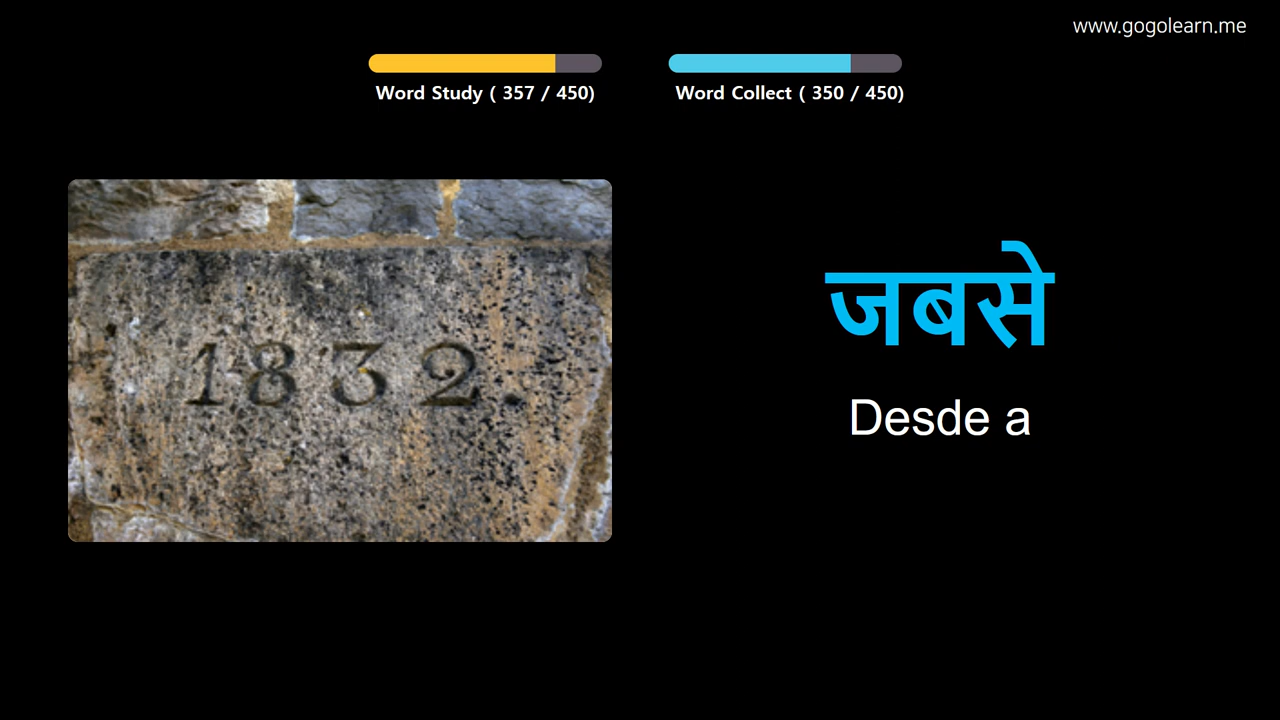 www.gogolearn.me
Word Study ( 357 / 450)
Word Collect ( 350 / 450)
1832.
जबसे
Desde a